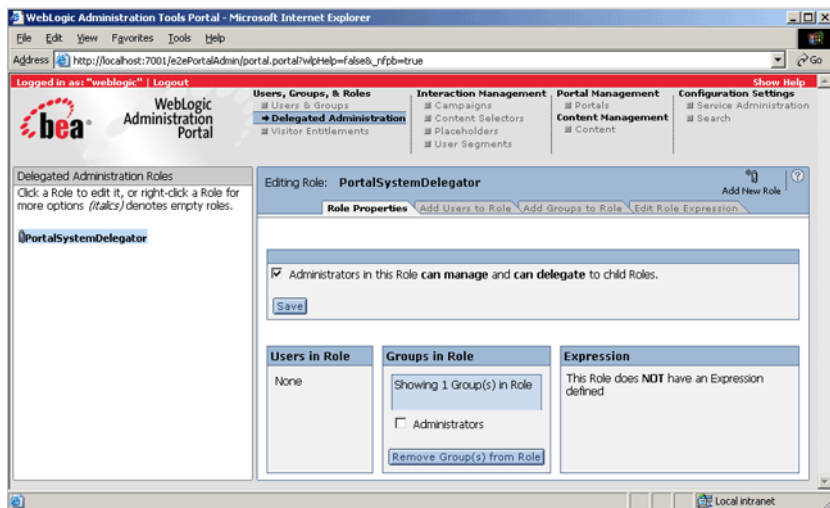 WebLogic Administration Tools Portal - Microsoft Internet Explorer
File Edit View Favorites Tools Help
Address http://localhost:7001/e2ePortalAdmin/portal.portal?wlpHelp=false&_nfpb=true Go
Logged in as: "weblogic" | Logout Show Help
bea WebLogic Administration Portal
Users, Groups, & Roles
Users & Groups
Delegated Administration
Visitor Entitlements
Interaction Management
Campaigns
Content Selectors
Placeholders
User Segments
Portal Management
Portals
Content Management
Content
Configuration Settings
Service Administration
Search
Delegated Administration Roles
Click a Role to edit it, or right-click a Role for
more options (italcs) denotes empty roles.
PortalSystemDelegator
Editing Role: PortalSystemDelegator
Add New Role
Role Properties Add Users to Role Add Groups to Role Edit Role Expression
Administrators in this Role can manage and can delegate to child Roles.
Save
Users in Role
None
Groups in Role
Showing 1 Group(s) in Role
Administrators
Remove Group(s) from Role
Expression
This Role does NOT have an Expression
defined
Local intranet